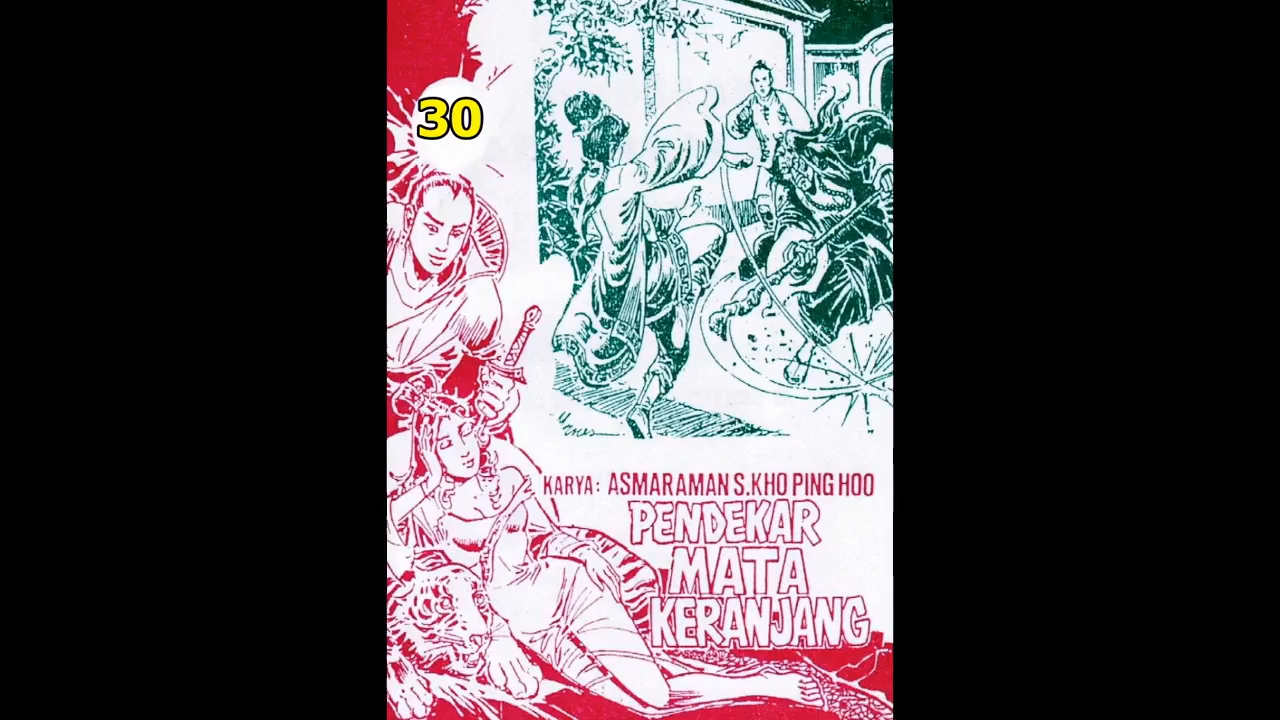 30
KARYA: ASMARAMAN S.KHO PING HOO
PENDEKAR
MATA
KERANJANG